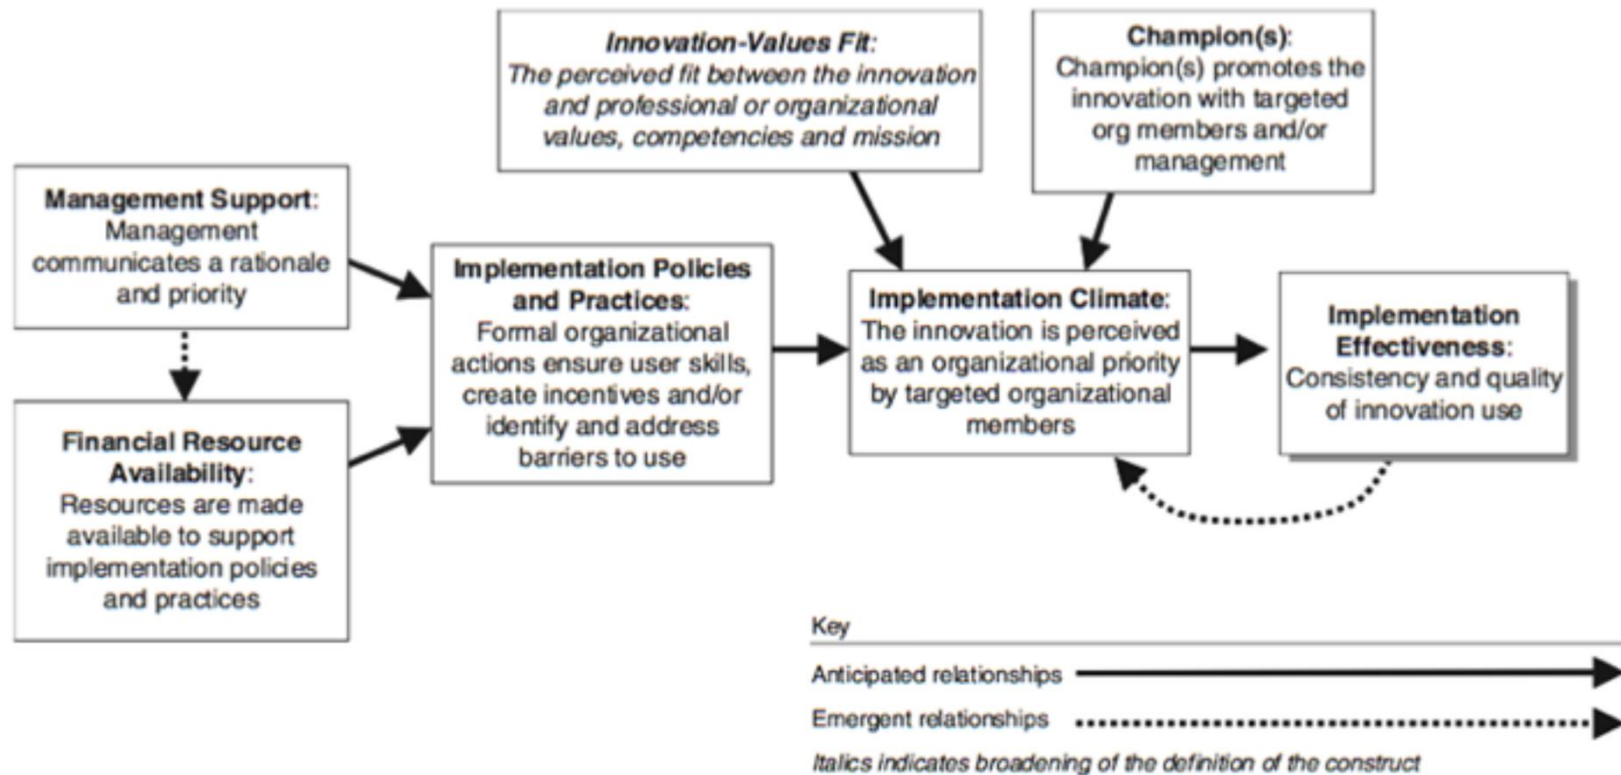 Innovation-Values Fit:
The perceived fit between the innovation
and professional or organizational
values, competencies and mission
Champion(s):
Champion(s) promotes the
innovation with targeted
org members and/or
management
Management Support:
Management
communicates a rationale
and priority
Implementation Policies
and Practices:
Formal organizational
actions ensure user skills,
create incentives and/or
identify and address
barriers to use
Implementation Climate:
The innovation is perceived
as an organizational priority
by targeted organizational
members
Implementation
Effectiveness:
Consistency and quality
of innovation use
Financial Resource
Availability:
Resources are made
available to support
implementation policies
and practices
Key
Anticipated relationships
Emergent relationships
Italics indicates broadening of the definition of the construct